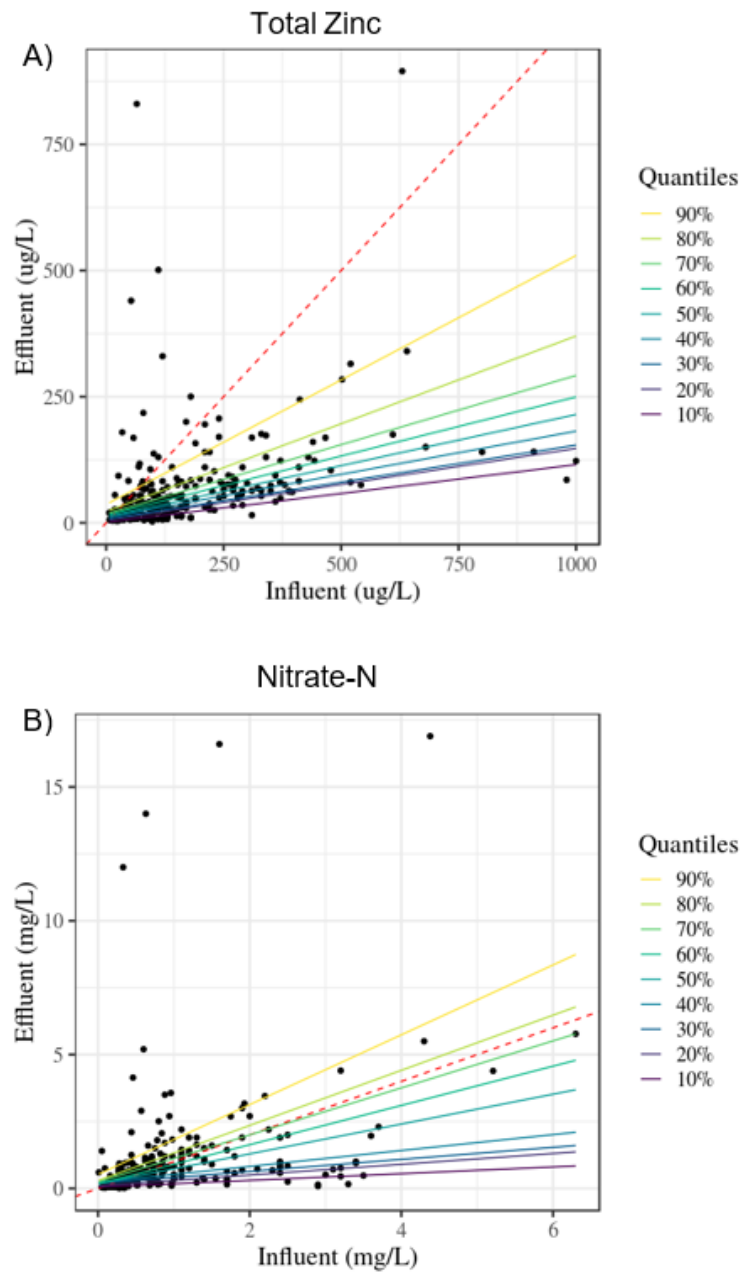 Total Zinc
A)
Effluent (ug/L)
750
500
250
0
0 250 500 750 1000
Influent (ug/L)
Quantiles
90%
80%
70%
60%
50%
40%
30%
20%
10%
Nitrate-N
B)
Effluent (mg/L)
15
10
5
0
0 2 4 6
Influent (mg/L)
Quantiles
90%
80%
70%
60%
50%
40%
30%
20%
10%